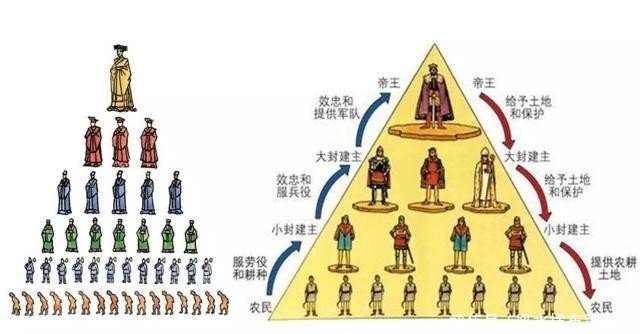 帝王
帝王
效忠和
提供军队
给予土地
和保护
大封建主
大封建主
效忠和
服兵役
给予土地
和保护
小封建主
小封建主
服劳役
和耕种
提供农耕
土地
农民
农民